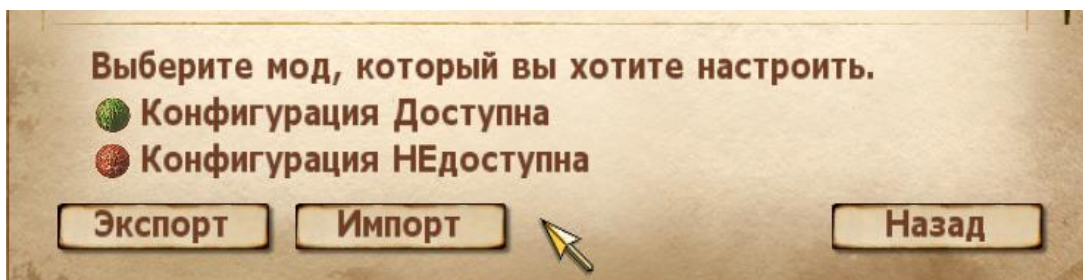 Выберите мод, который вы хотите настроить.
Конфигурация Доступна
Конфигурация НЕдоступна
Экспорт Импорт Назад